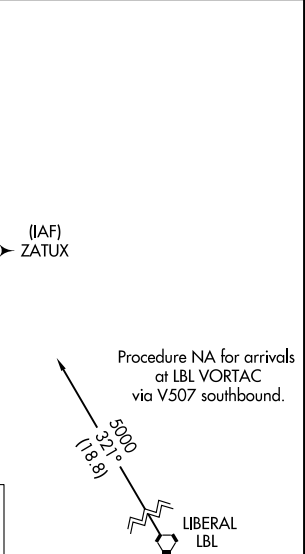 (IAF)
ZATUX
Procedure NA for arrivals
at LBL VORTAC
via V507 southbound.
5000
321°
(18.8)
LIBERAL
LBL